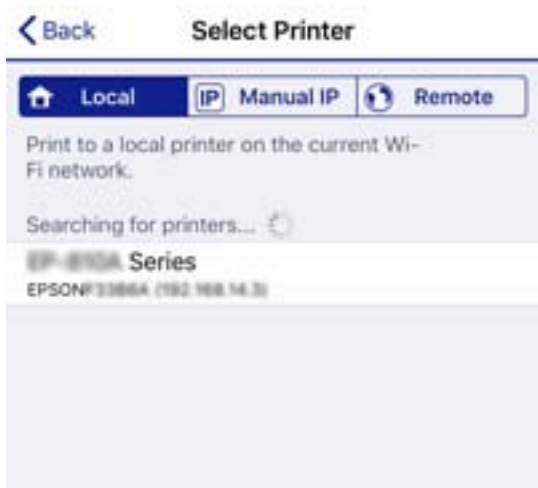 Back Select Printer
Local IP Manual IP Remote
Print to a local printer on the current Wi-
Fi network.
Searching for printers...
Series
EPSON